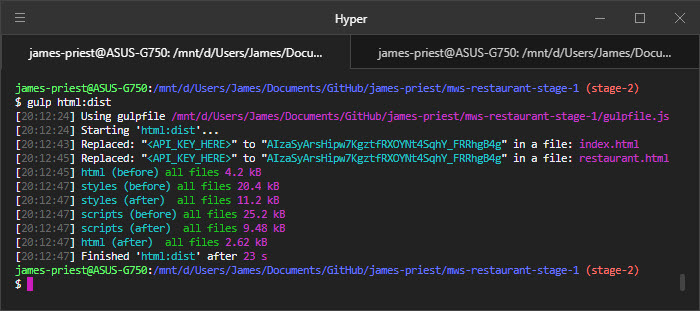 Hyper
james-priest@ASUS-G750: /mnt/d/Users/James/Docu...
james-priest@ASUS-G750: /mnt/d/Users/James/Docu...
james-priest@ASUS-G750:/mnt/d/Users/James/Documents/GitHub/james-priest/mws-restaurant-stage-1 (stage-2)
$ gulp html:dist
[20:12:24] Using gulpfile /mnt/d/Users/James/Documents/GitHub/james-priest/mws-restaurant-stage-1/gulpfile.js
[20:12:24] Starting 'html:dist'...
[20:12:43] Replaced: "<API_KEY_HERE>" to "AIzaSyArsHipw7KgztfRXOYNt4SqhY_FRRhgB4g" in a file: index.html
[20:12:45] Replaced: "<API_KEY_HERE>" to "AIzaSyArsHipw7KgztfRXOYNt4SqhY_FRRhgB4g" in a file: restaurant.html
[20:12:45] html (before) all files 4.2 kB
[20:12:47] styles (before) all files 20.4 kB
[20:12:47] styles (after)  all files 11.2 kB
[20:12:47] scripts (before) all files 25.2 kB
[20:12:47] scripts (after)  all files 9.48 kB
[20:12:47] html (after)  all files 2.62 kB
[20:12:47] Finished 'html:dist' after 23 s
james-priest@ASUS-G750:/mnt/d/Users/James/Documents/GitHub/james-priest/mws-restaurant-stage-1 (stage-2)
$